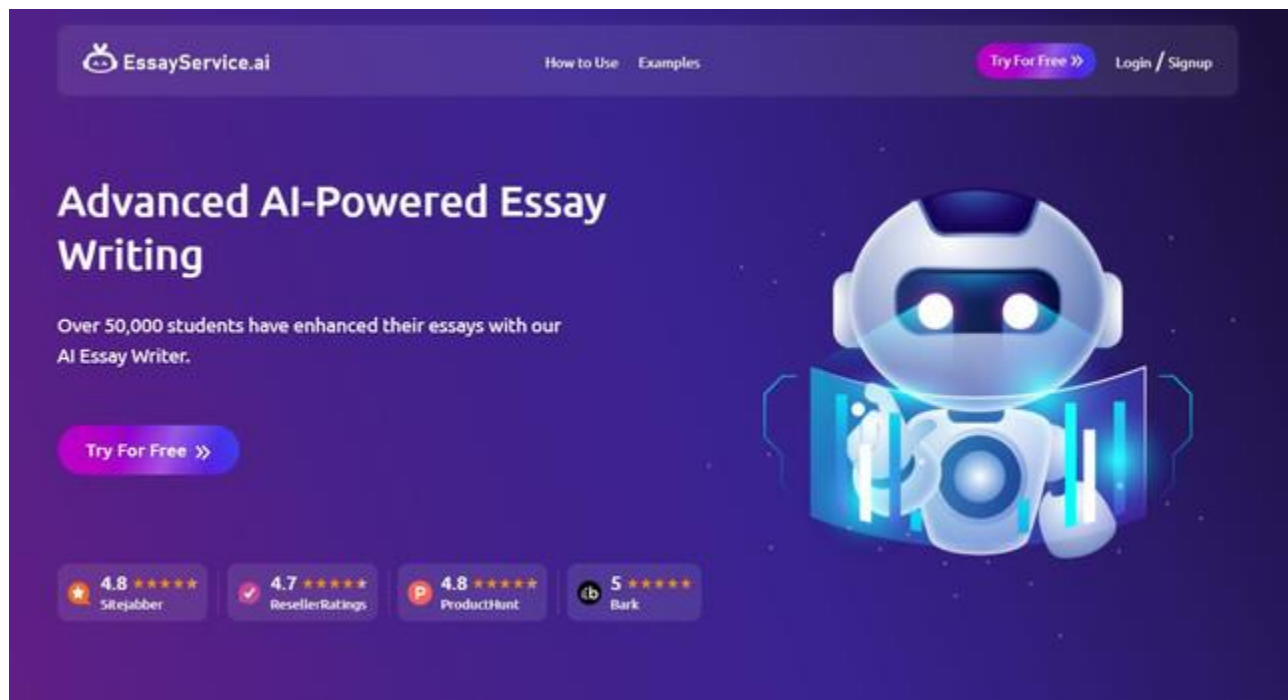 EssayService.ai
How to Use Examples
Try For Free »
Login / Signup
Advanced AI-Powered Essay
Writing
Over 50,000 students have enhanced their essays with our
AI Essay Writer.
Try For Free »
4.8 ★★★★★
Sitejabber
4.7 ★★★★★
ResellerRatings
P
4.8 ★★★★★
ProductHunt
b
5 ★★★★★
Bark